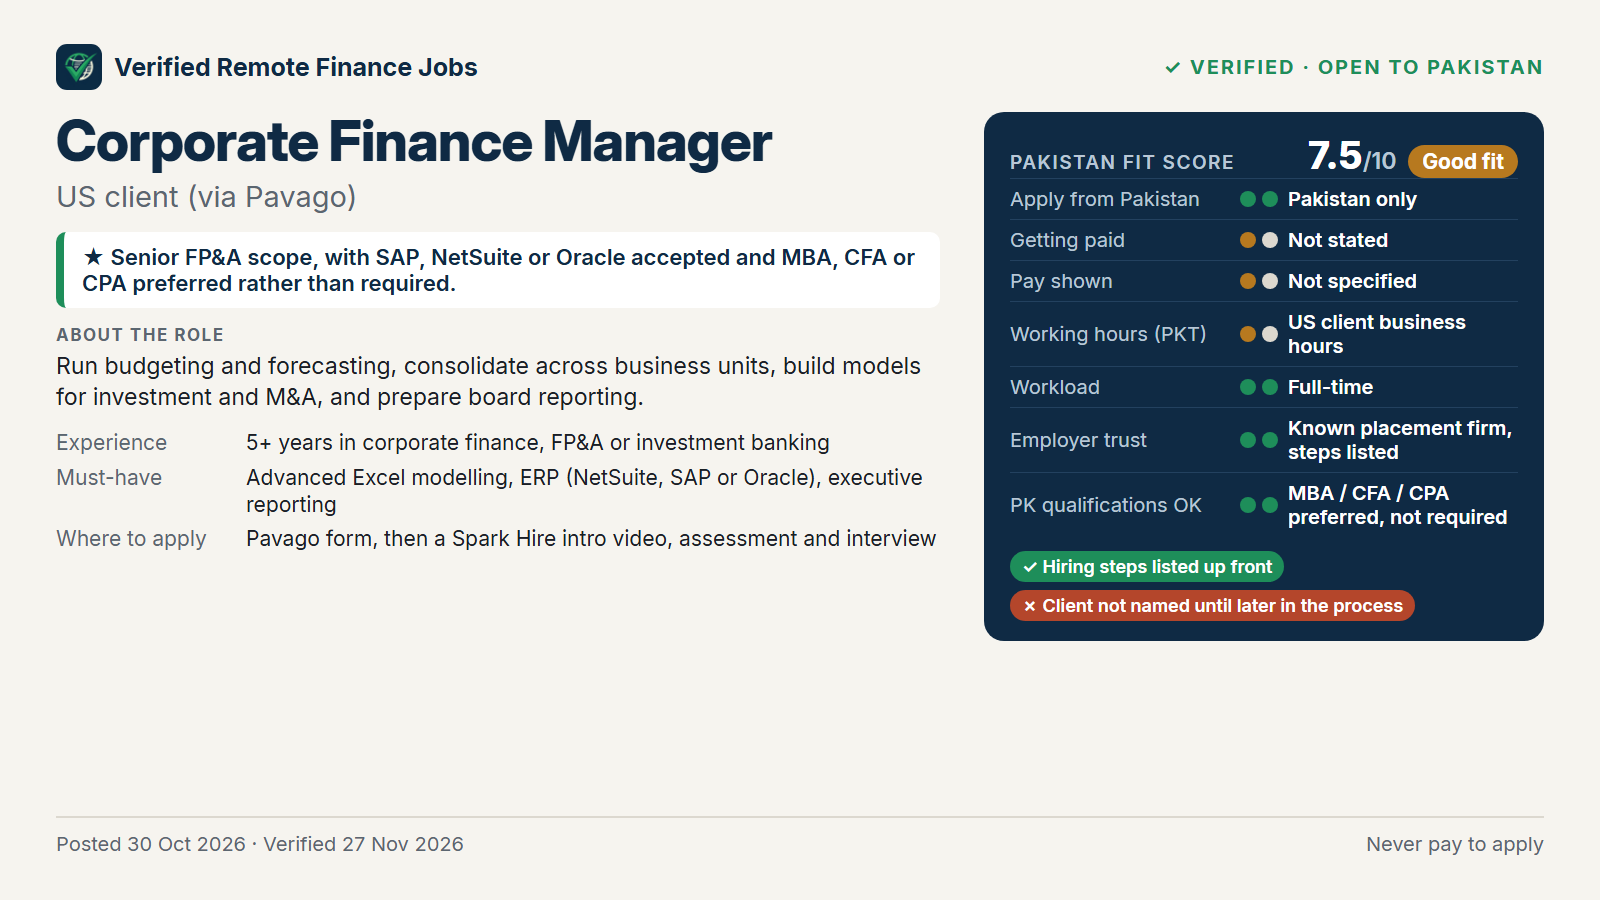 Verified Remote Finance Jobs
✓ VERIFIED · OPEN TO PAKISTAN
Corporate Finance Manager
US client (via Pavago)
★ Senior FP&A scope, with SAP, NetSuite or Oracle accepted and MBA, CFA or
CPA preferred rather than required.
ABOUT THE ROLE
Run budgeting and forecasting, consolidate across business units, build models
for investment and M&A, and prepare board reporting.
Experience 5+ years in corporate finance, FP&A or investment banking
Must-have Advanced Excel modelling, ERP (NetSuite, SAP or Oracle), executive
reporting
Where to apply Pavago form, then a Spark Hire intro video, assessment and interview
PAKISTAN FIT SCORE 7.5/10 Good fit
Apply from Pakistan Pakistan only
Getting paid Not stated
Pay shown Not specified
Working hours (PKT) US client business
hours
Workload Full-time
Employer trust Known placement firm,
steps listed
PK qualifications OK MBA / CFA / CPA
preferred, not required
✓ Hiring steps listed up front
× Client not named until later in the process
Posted 30 Oct 2026 · Verified 27 Nov 2026
Never pay to apply